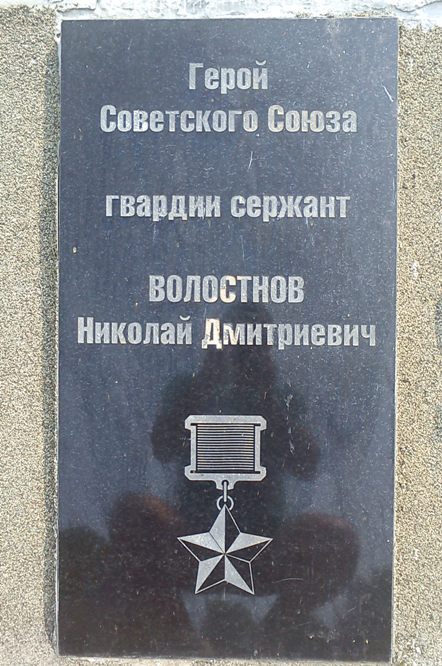 Герой
Советского Союза
гвардии сержант
ВОЛОСТНОВ
Николай Дмитриевич